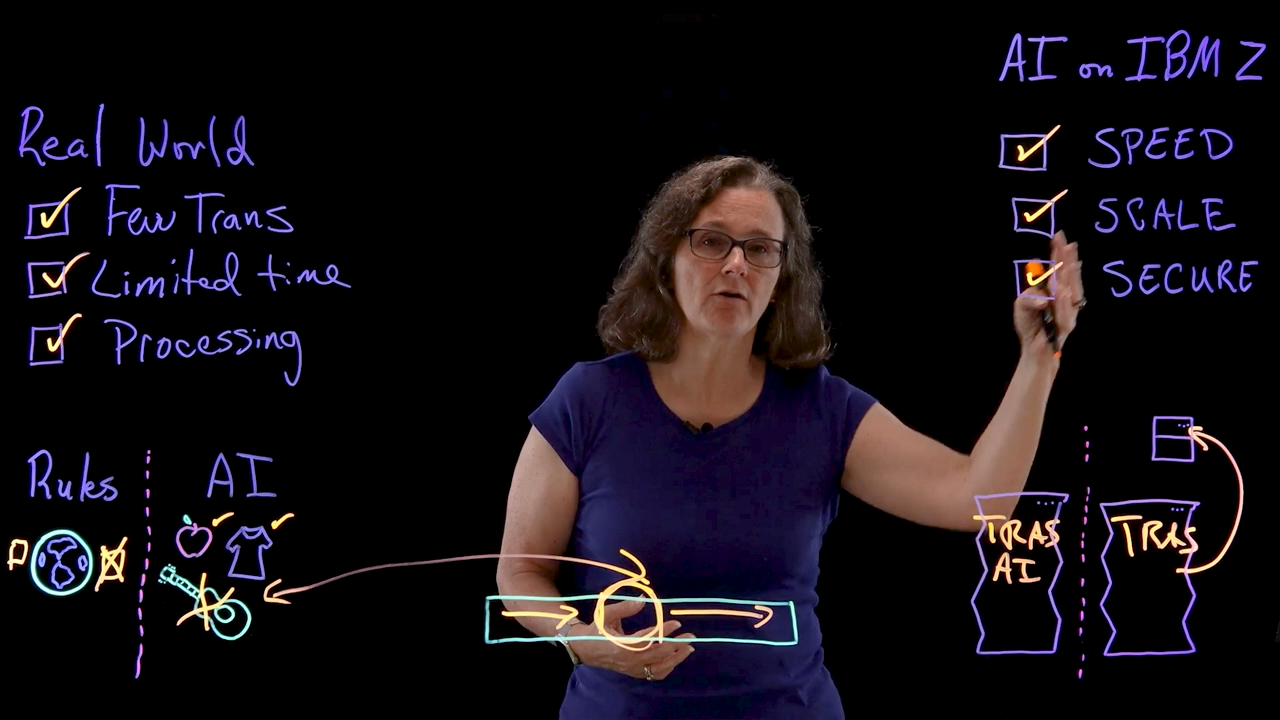 Real World
Few Trans
Limited time
Processing
Rules
AI
AI on IBM Z
SPEED
SCALE
SECURE
TRAS
AI
TRAS